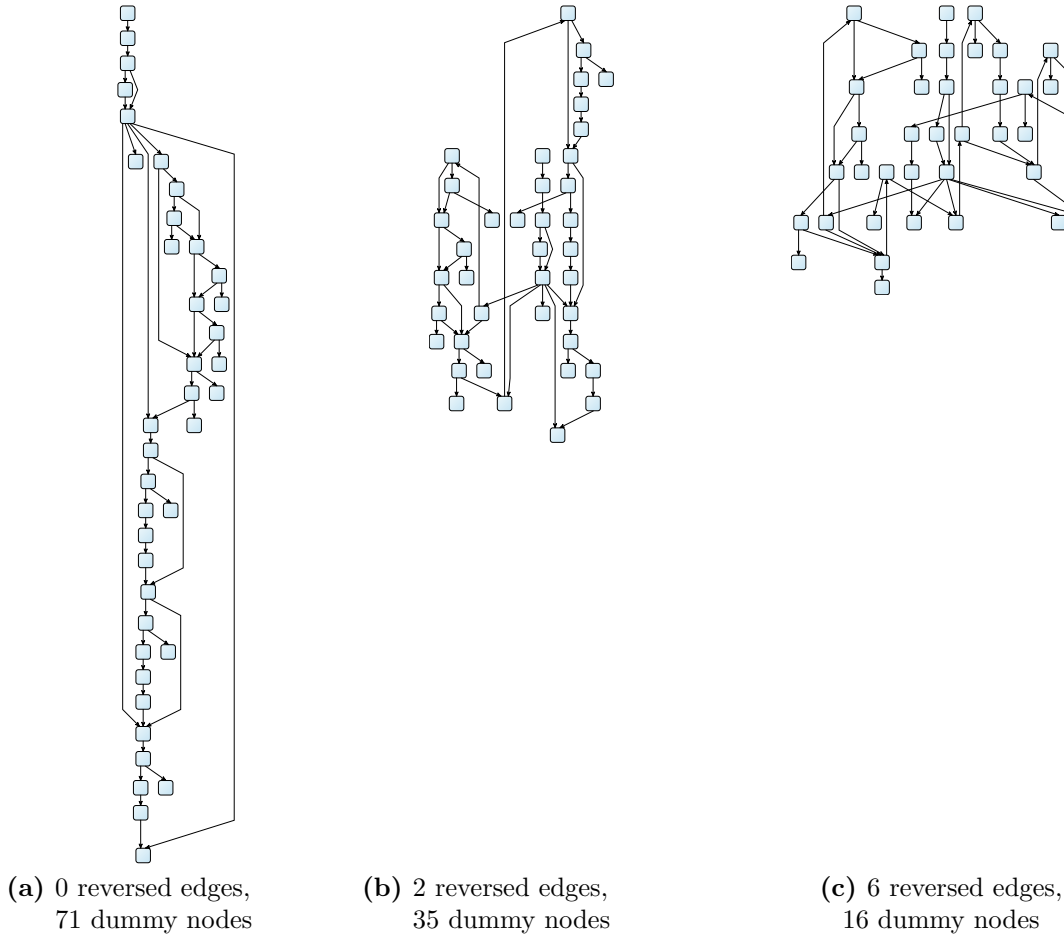 (a) 0 reversed edges,
71 dummy nodes
(b) 2 reversed edges,
35 dummy nodes
(c) 6 reversed edges,
16 dummy nodes